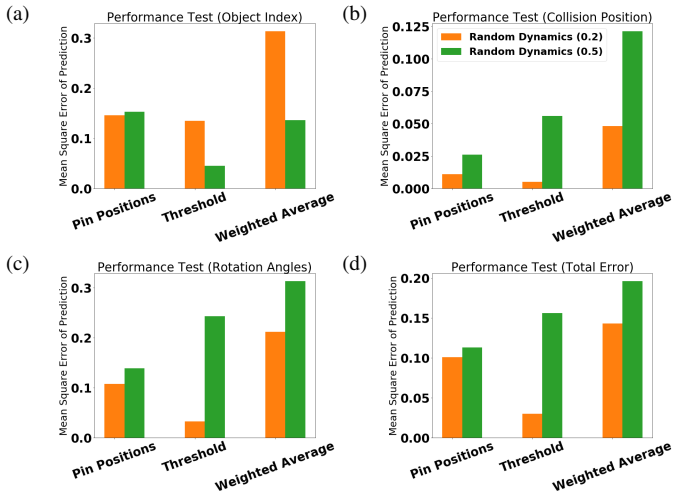 (a)
Performance Test (Object Index)
Mean Square Error of Prediction
0.3
0.2
0.1
0.0
Pin Positions
Threshold
Weighted Average
(b)
Performance Test (Collision Position)
Mean Square Error of Prediction
0.125
0.100
0.075
0.050
0.025
0.000
Random Dynamics (0.2)
Random Dynamics (0.5)
Pin Positions
Threshold
Weighted Average
(c)
Performance Test (Rotation Angles)
Mean Square Error of Prediction
0.3
0.2
0.1
0.0
Pin Positions
Threshold
Weighted Average
(d)
Performance Test (Total Error)
Mean Square Error of Prediction
0.20
0.15
0.10
0.05
0.00
Pin Positions
Threshold
Weighted Average